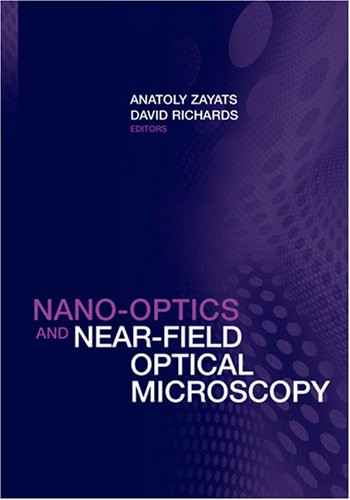 ANATOLY ZAYATS
DAVID RICHARDS
EDITORS
NANO-OPTICS
AND NEAR-FIELD
OPTICAL
MICROSCOPY